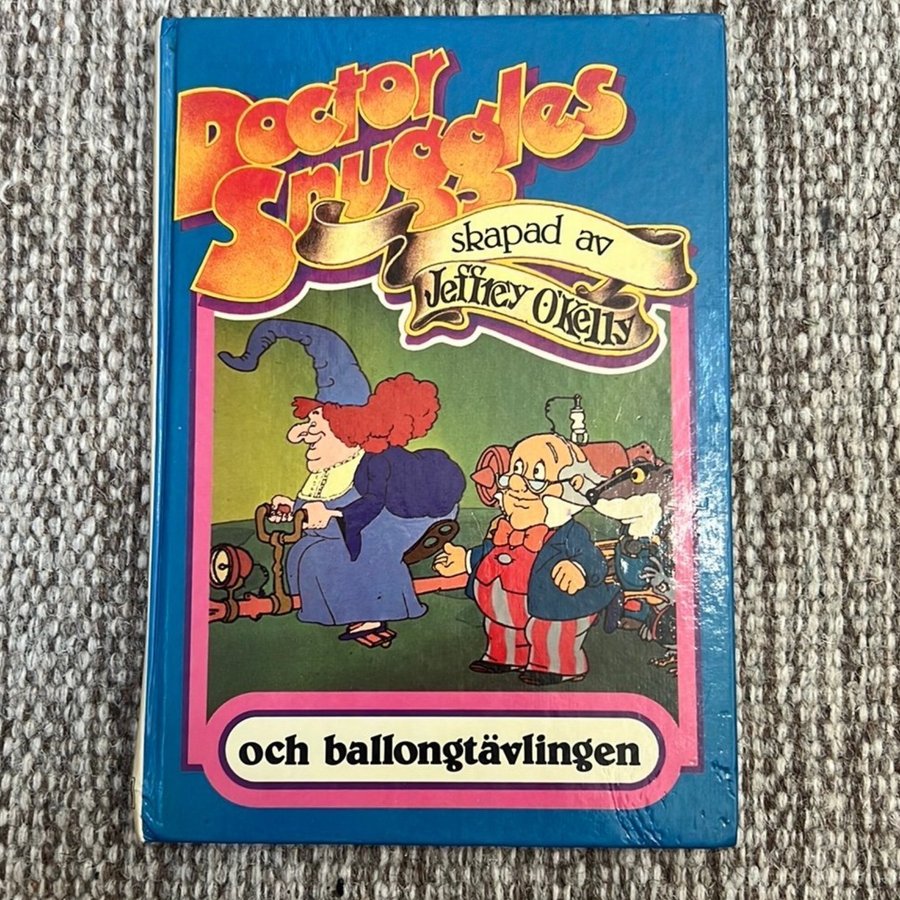 Doctor
Snuggles
skapad av
Jeffrey O'Kelly
och ballongtävlingen